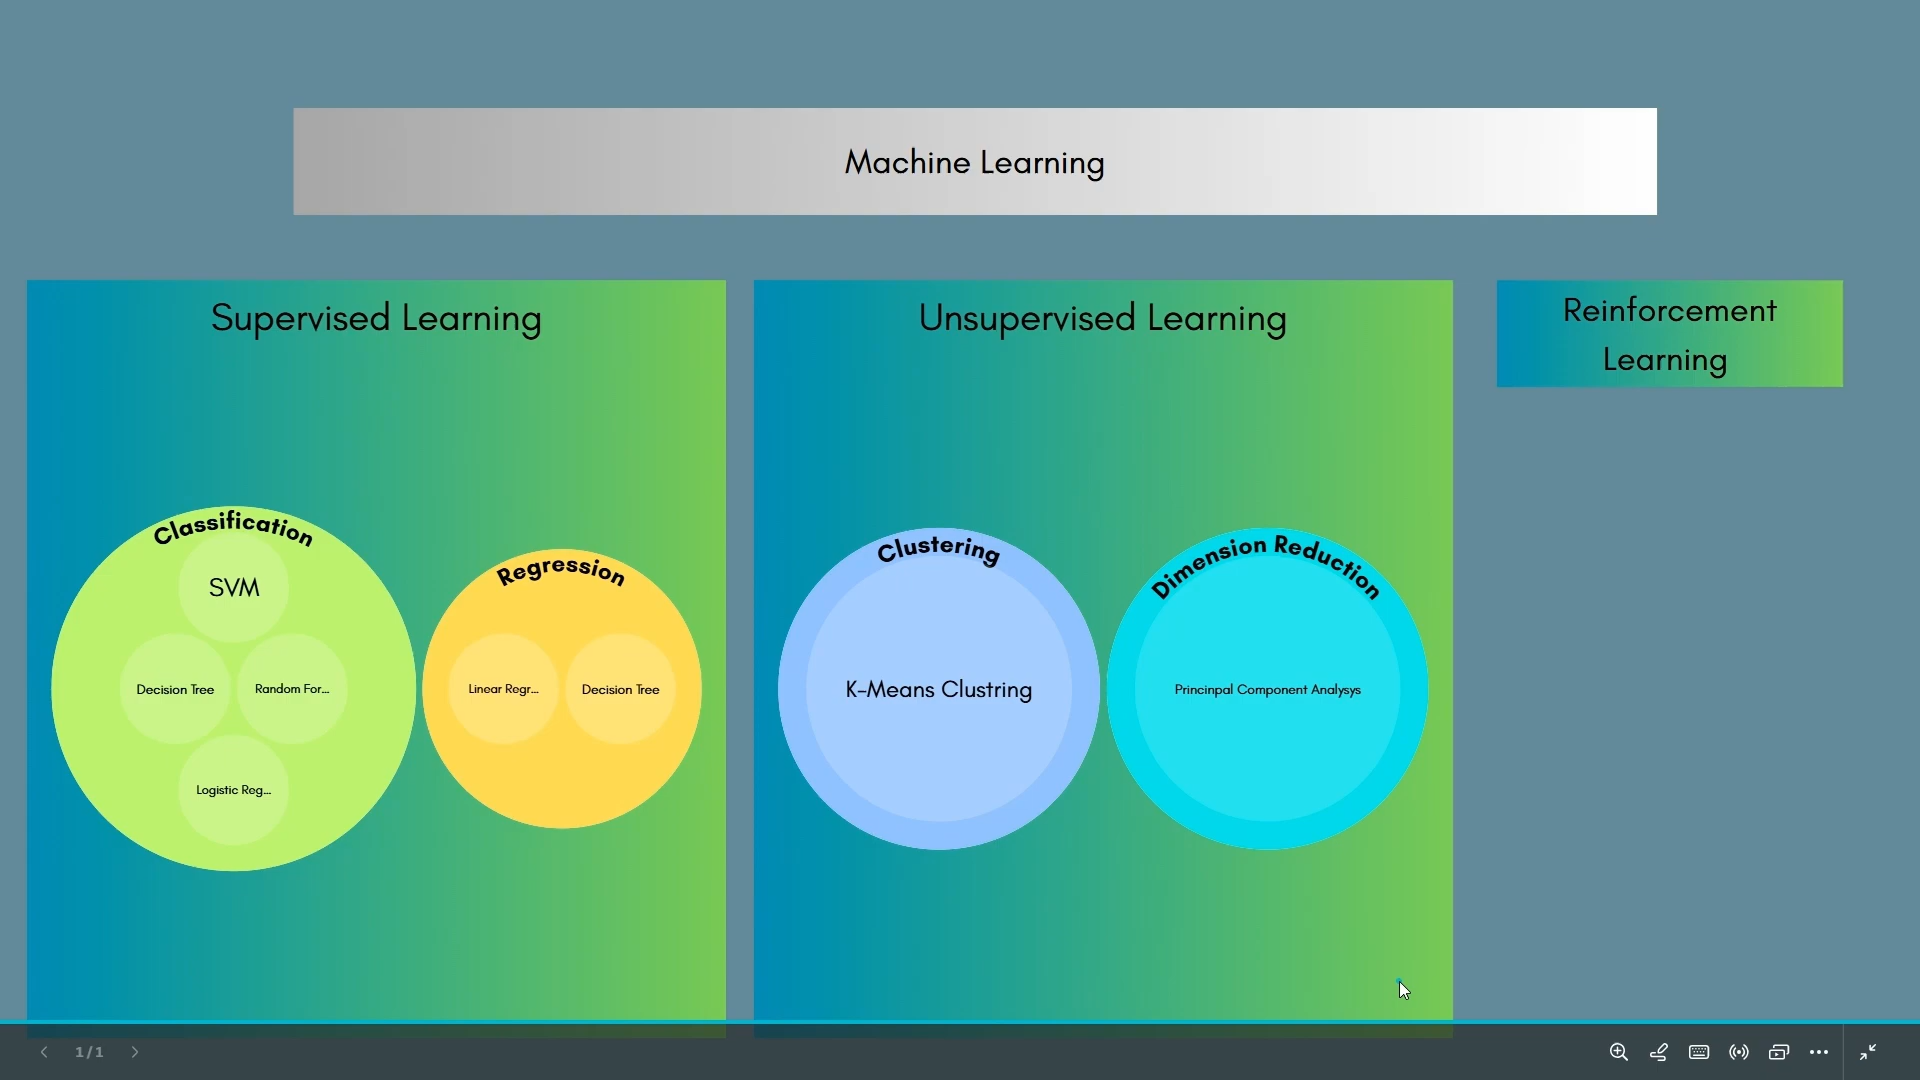 Machine Learning
Supervised Learning
Classification
SVM
Decision Tree
Random For...
Logistic Reg...
Regression
Linear Regr...
Decision Tree
Unsupervised Learning
Clustering
K-Means Clustring
Dimension Reduction
Princinpal Component Analysys
Reinforcement
Learning
1/1